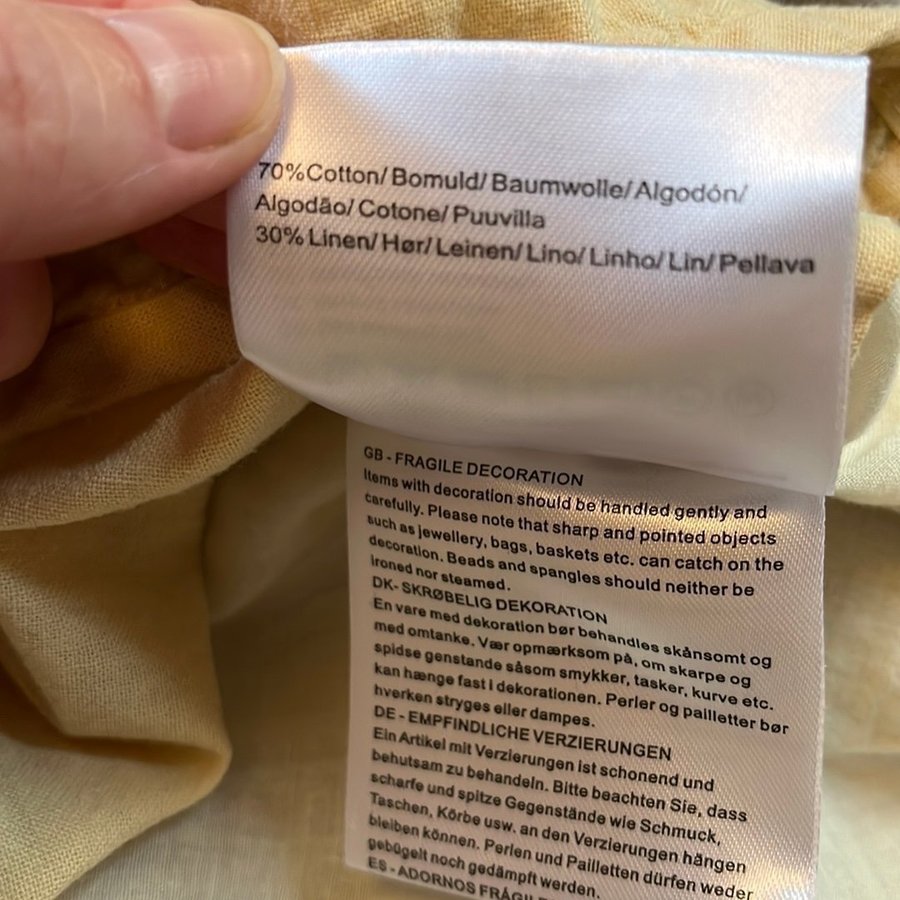 70%Cotton/Bomuld/Baumwolle/Algodón/
Algodão/Cotone/Puuvilla
30% Linen/Hør/Leinen/Lino/Linho/Lin/Pellava
GB - FRAGILE DECORATION
Items with decoration should be handled gently and
carefully. Please note that sharp and pointed objects
such as jewellery, bags, baskets etc. can catch on the
decoration. Beads and spangles should neither be
ironed nor steamed.
DK- SKRØBELIG DEKORATION
En vare med dekoration bør behandles skånsomt og
med omtanke. Vær opmærksom på, om skarpe og
spidse genstande såsom smykker, tasker, kurve etc.
kan hænge fast i dekorationen. Perler og pailletter bør
hverken stryges eller dampes.
DE - EMPFINDLICHE VERZIERUNGEN
Ein Artikel mit Verzierungen ist schonend und
behutsam zu behandeln. Bitte beachten Sie, dass
scharfe und spitze Gegenstände wie Schmuck,
Taschen, Körbe usw. an den Verzierungen hängen
bleiben können. Perlen und Pailletten dürfen weder
gebügelt noch gedämpft werden.
ES - ADORNOS FRÁGILE